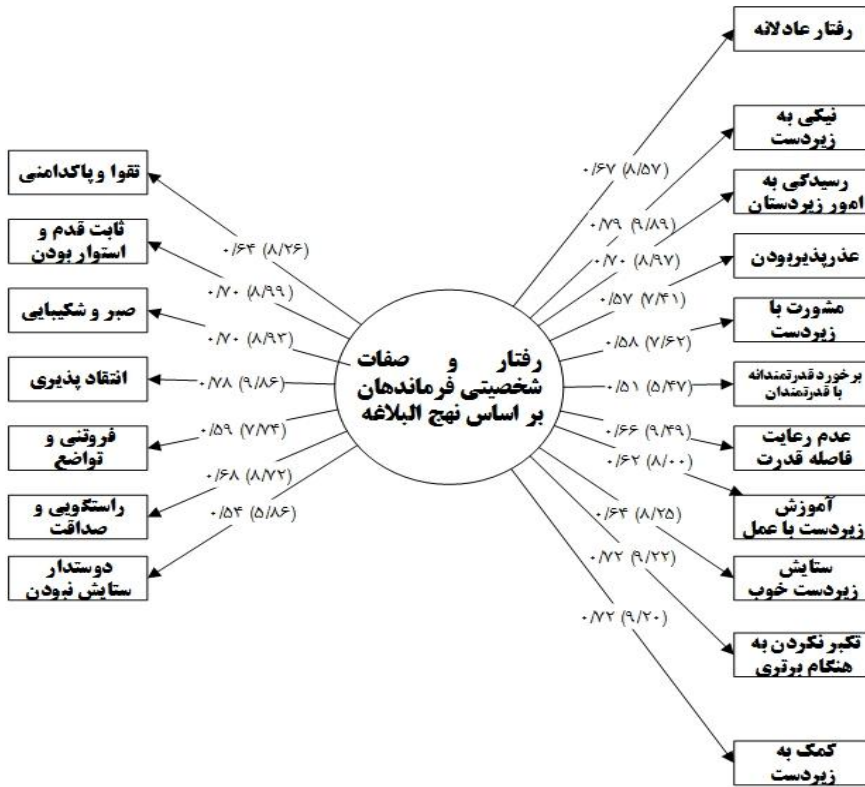 رفتار عادلانه
نیکی به
زیردست
رسیدگی به
امور زیردستان
عذرپذیربودن
مشورت با
زیردست
برخورد قدرتمندانه
با قدرتمندان
عدم رعایت
فاصله قدرت
آموزش
زیردست با عمل
ستایش
زیردست خوب
تکبر نکردن به
هنگام برتری
کمک به
زیردست
۰/۶۷ (۸/۵۷)
۰/۷۹ (۹/۸۹)
۰/۷۰ (۸/۹۷)
۰/۵۷ (۷/۴۱)
۰/۵۸ (۷/۶۲)
۰/۵۱ (۵/۴۷)
۰/۶۶ (۹/۴۹)
۰/۶۲ (۸/۰۰)
۰/۶۴ (۸/۲۵)
۰/۷۲ (۹/۲۲)
۰/۷۲ (۹/۲۰)
رفتار و صفات
شخصیتی فرماندهان
بر اساس نهج البلاغه
۰/۶۴ (۸/۲۶)
۰/۷۰ (۸/۹۹)
۰/۷۰ (۸/۹۳)
۰/۷۸ (۹/۸۶)
۰/۵۹ (۷/۷۴)
۰/۶۸ (۸/۷۲)
۰/۵۴ (۵/۸۶)
تقوا و پاکدامنی
ثابت قدم و
استوار بودن
صبر و شکیبایی
انتقاد پذیری
فروتنی و
تواضع
راستگویی و
صداقت
دوستدار
ستایش نبودن